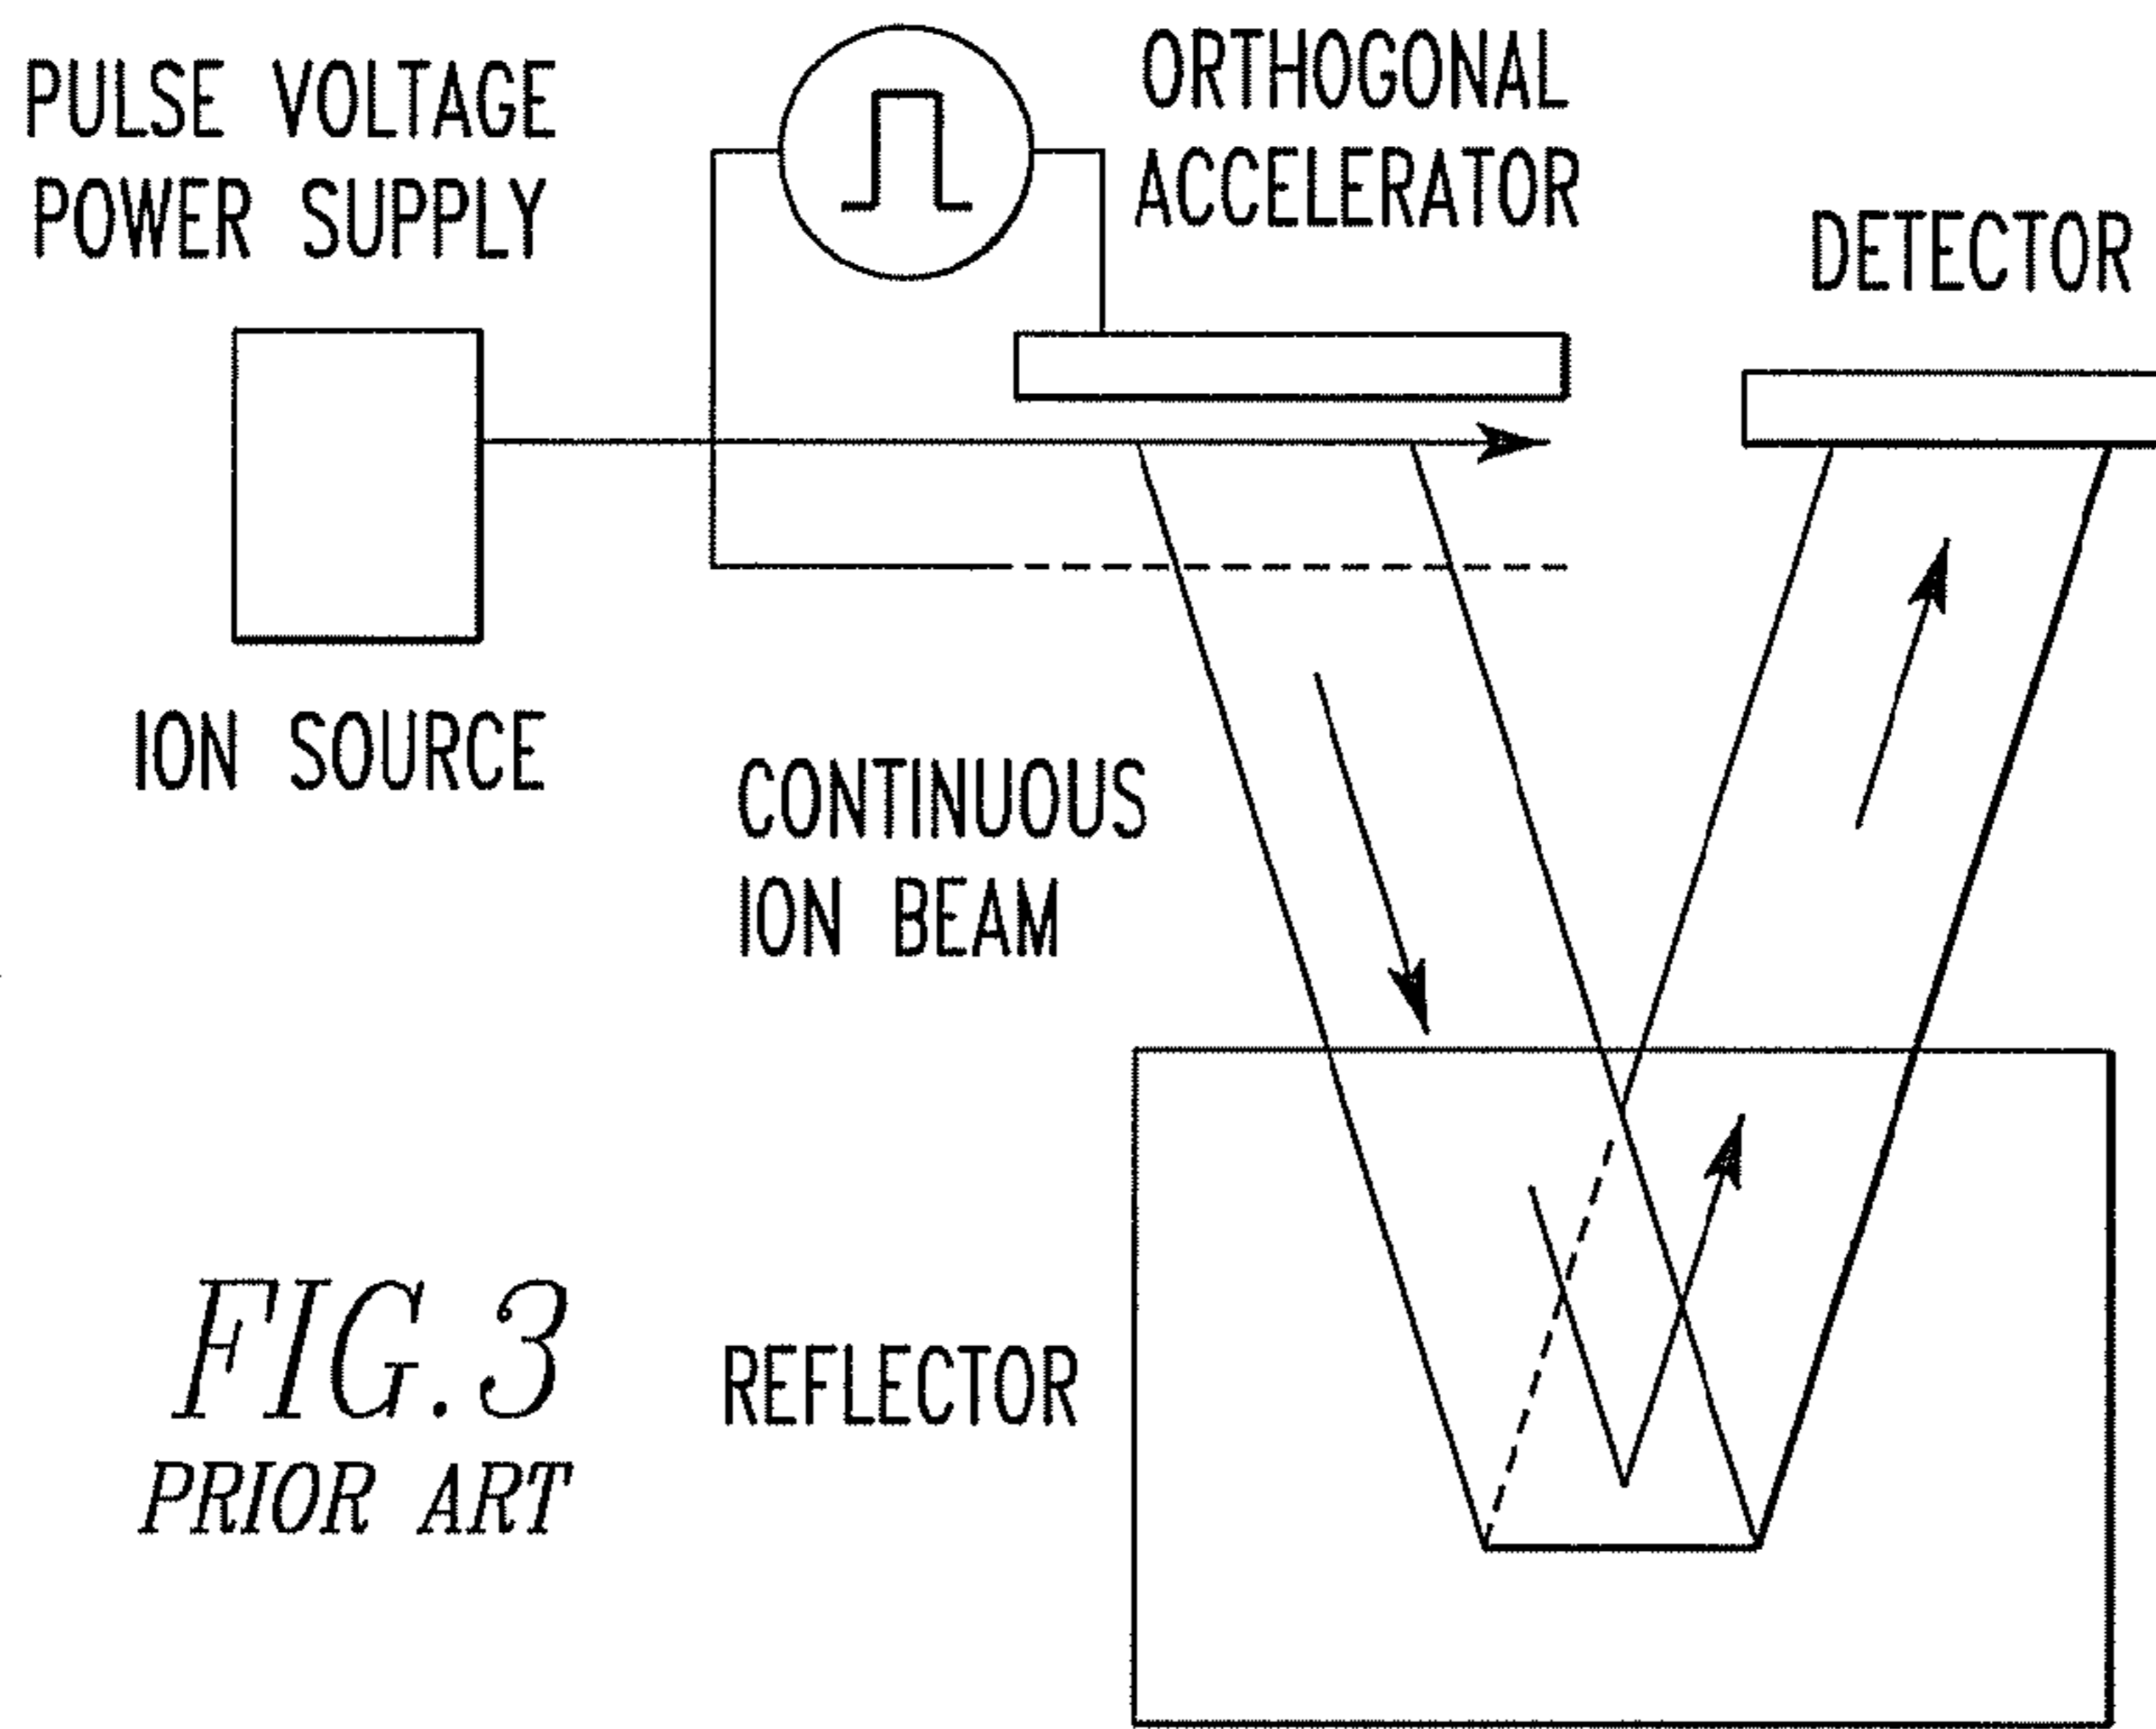 PULSE VOLTAGE
POWER SUPPLY
ORTHOGONAL
ACCELERATOR
DETECTOR
ION SOURCE
CONTINUOUS
ION BEAM
REFLECTOR
FIG.3
PRIOR ART